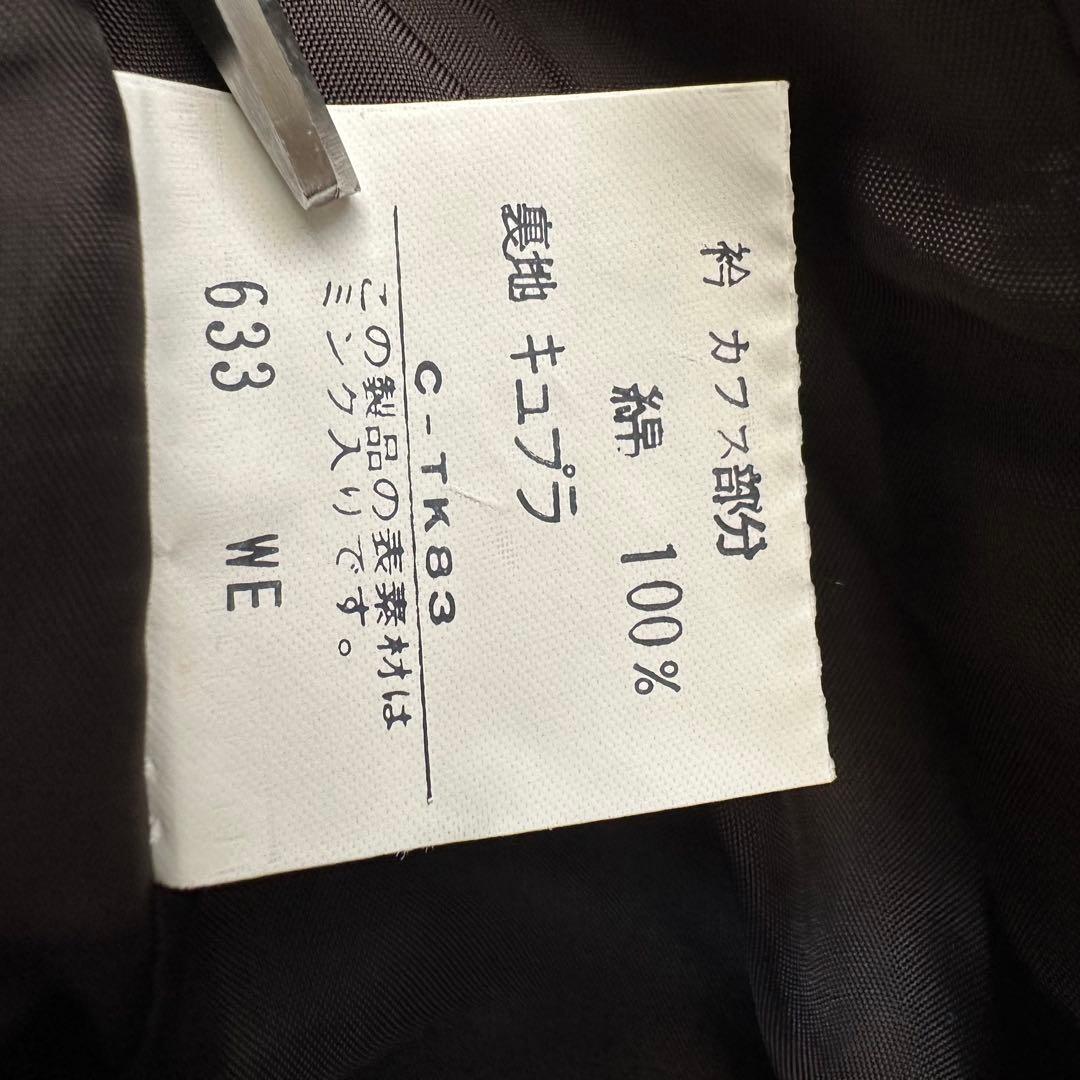 衿 カフス部分
綿 100%
裏地 キュプラ
C-TK83
この製品の表素材は
ミンク入りです。
633 WE